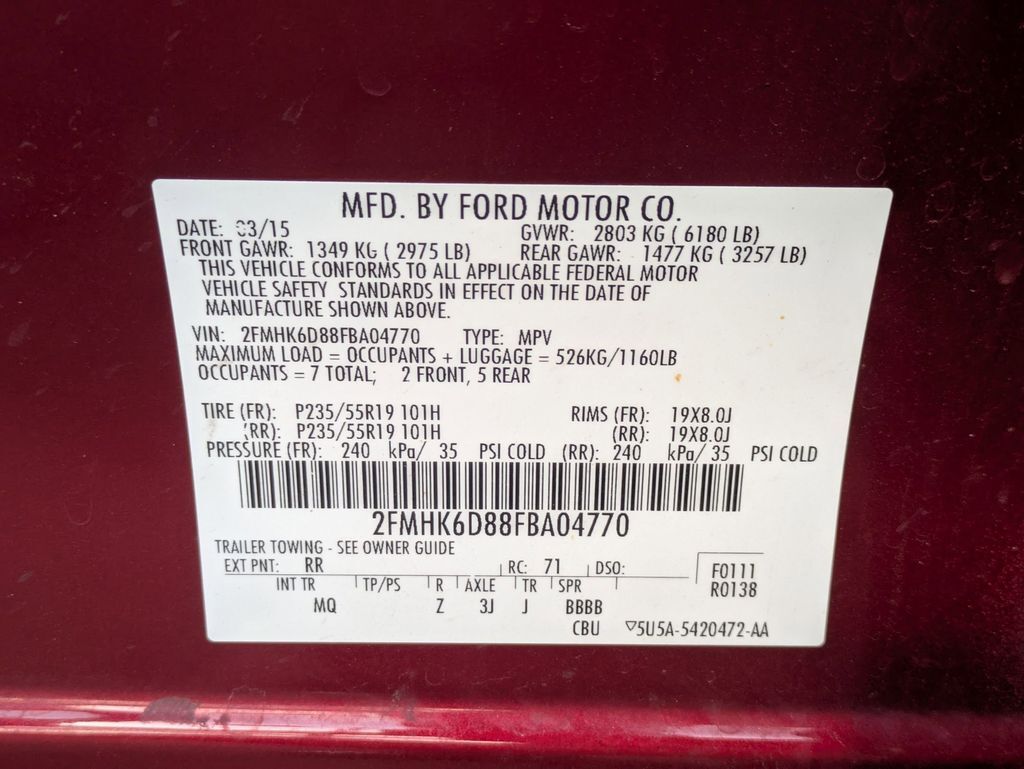 MFD. BY FORD MOTOR CO.
DATE: 03/15 GVWR: 2803 KG ( 6180 LB)
FRONT GAWR: 1349 KG ( 2975 LB) REAR GAWR: 1477 KG ( 3257 LB)
THIS VEHICLE CONFORMS TO ALL APPLICABLE FEDERAL MOTOR
VEHICLE SAFETY STANDARDS IN EFFECT ON THE DATE OF
MANUFACTURE SHOWN ABOVE.
VIN: 2FMHK6D88FBA04770 TYPE: MPV
MAXIMUM LOAD = OCCUPANTS + LUGGAGE = 526KG/1160LB
OCCUPANTS = 7 TOTAL; 2 FRONT, 5 REAR
TIRE (FR): P235/55R19 101H RIMS (FR): 19X8.0J
(RR): P235/55R19 101H (RR): 19X8.0J
PRESSURE (FR): 240 kPa/ 35 PSI COLD (RR): 240 kPa/ 35 PSI COLD
2FMHK6D88FBA04770
TRAILER TOWING - SEE OWNER GUIDE
EXT PNT: RR RC: 71 DSO: F0111
R0138
INT TR TP/PS R AXLE TR SPR
MQ Z 3J J BBBB
CBU ▽5U5A-5420472-AA